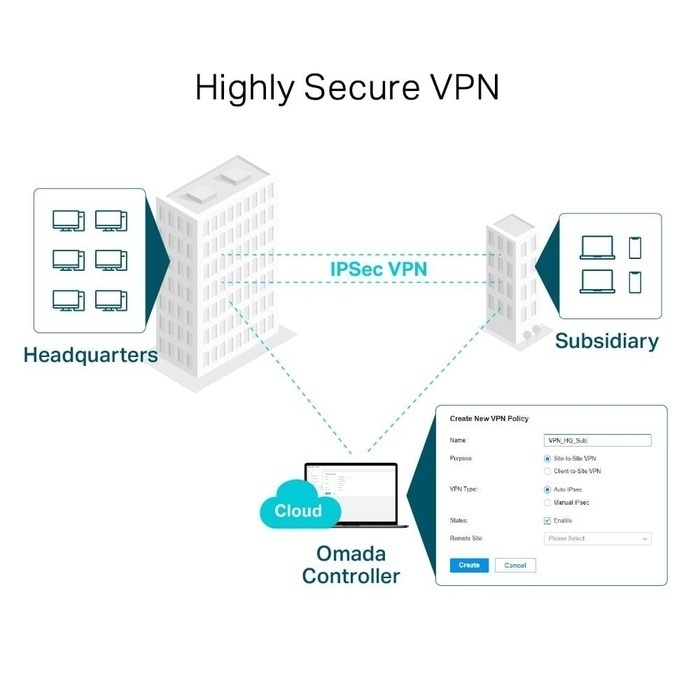 Highly Secure VPN
IPSec VPN
Headquarters
Subsidiary
Cloud
Omada
Controller
Create New VPN Policy
Name: VPN_HQ_Sub
Purpose: Site-to-Site VPN
Client-to-Site VPN
VPN Type: Auto IPsec
Manual IPsec
Status: Enable
Remote Site: Please Select...
Create Cancel